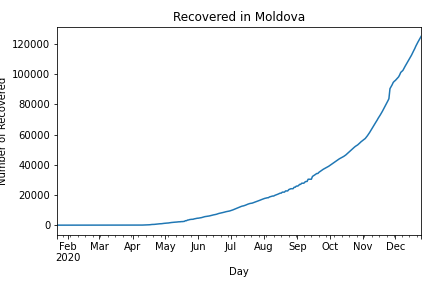 Recovered in Moldova
Number of Recovered
120000
100000
80000
60000
40000
20000
0
Feb Mar Apr May Jun Jul Aug Sep Oct Nov Dec
2020
Day